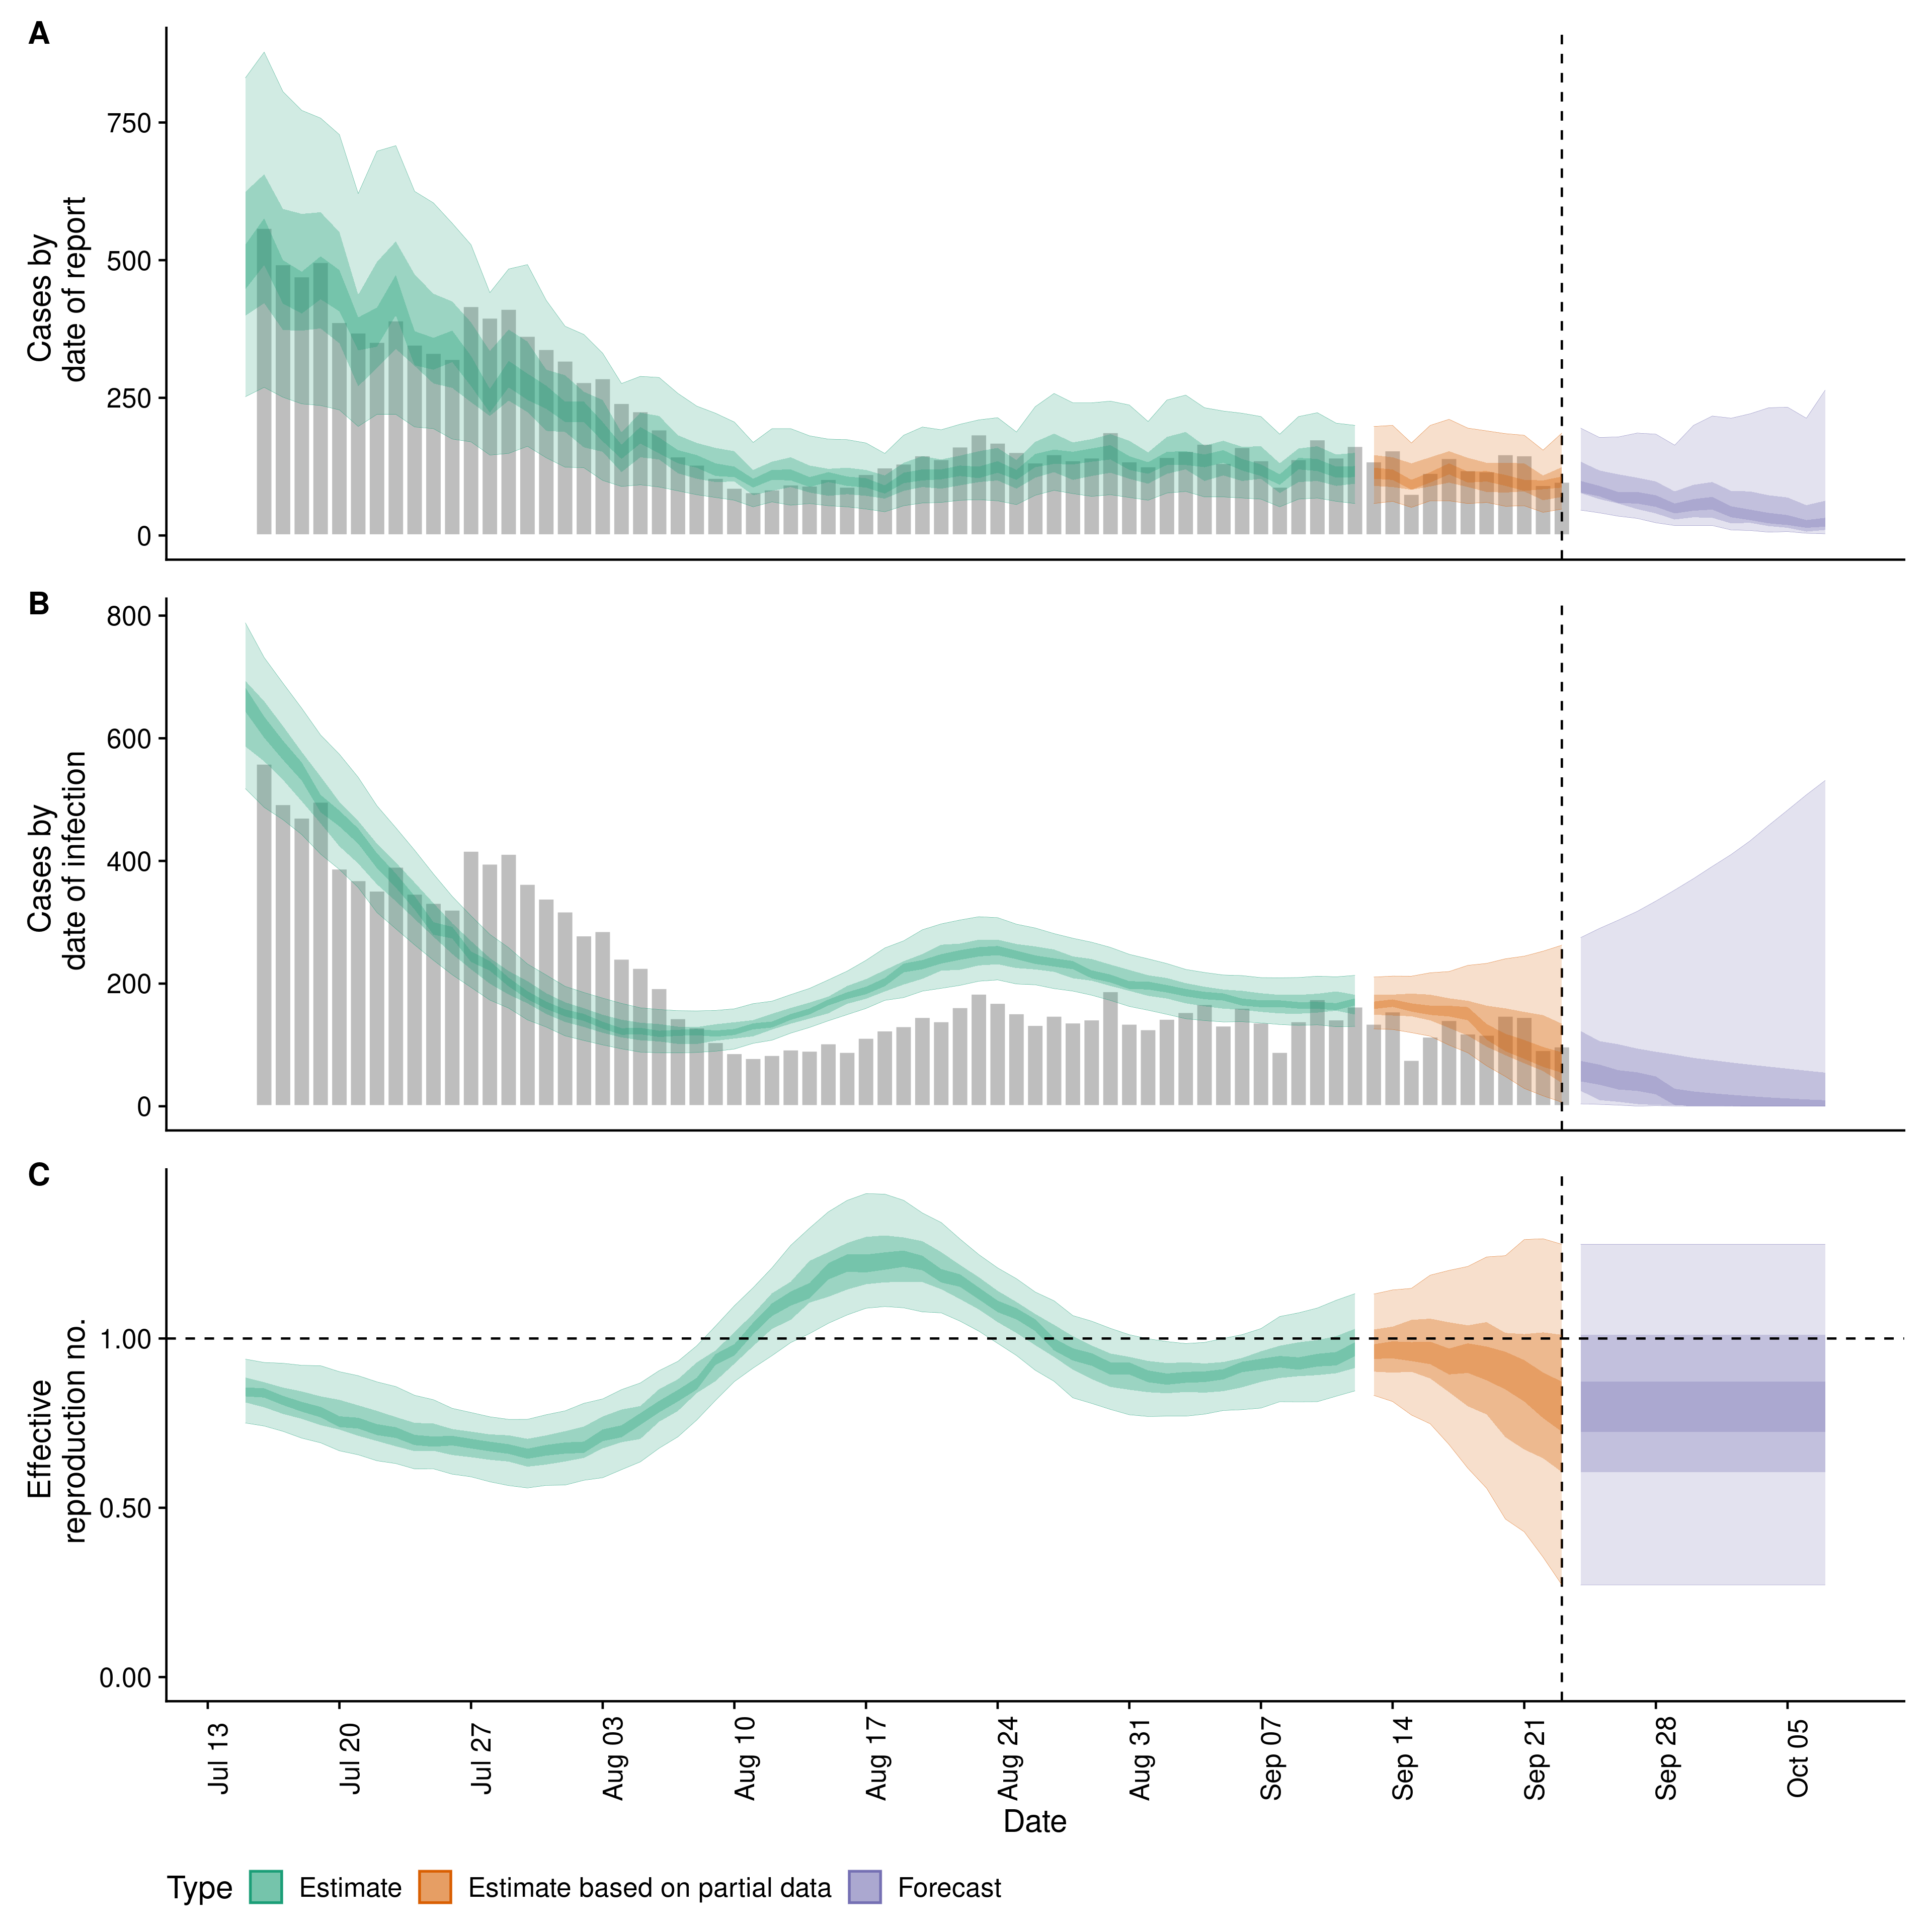 A
Cases by
date of report
750
500
250
0
B
Cases by
date of infection
800
600
400
200
0
C
Effective
reproduction no.
1.00
0.50
0.00
Jul 13
Jul 20
Jul 27
Aug 03
Aug 10
Aug 17
Aug 24
Aug 31
Sep 07
Sep 14
Sep 21
Sep 28
Oct 05
Date
Type Estimate Estimate based on partial data Forecast